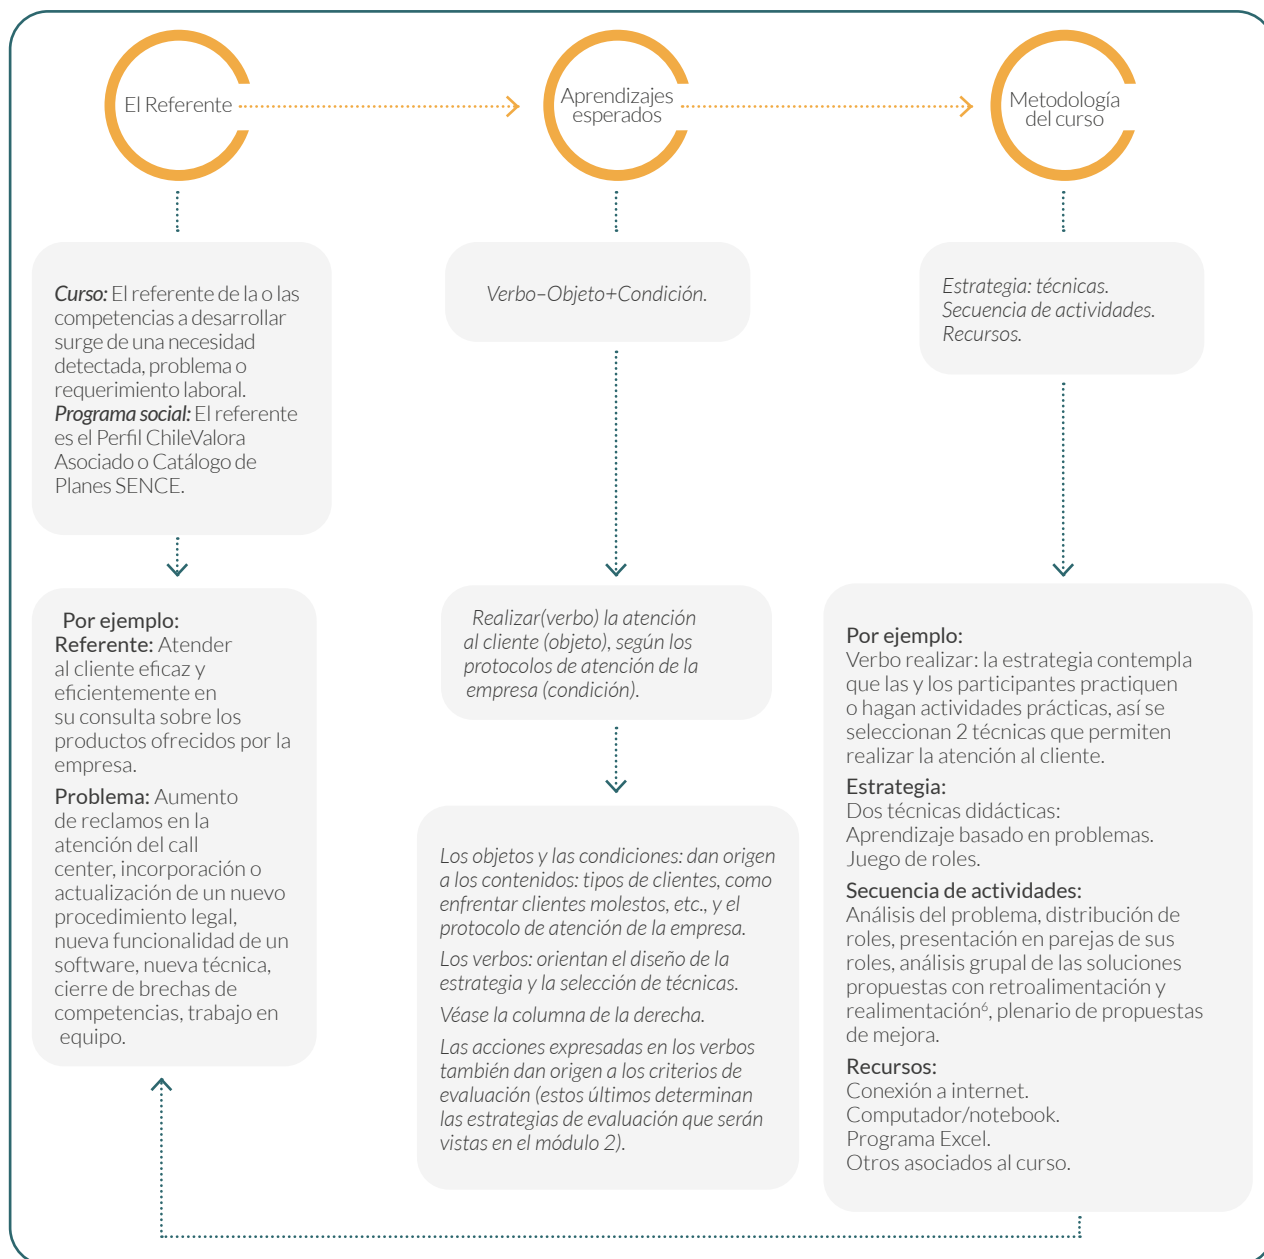 El Referente
Aprendizajes
esperados
Metodología
del curso
Curso: El referente de la o las
competencias a desarrollar
surge de una necesidad
detectada, problema o
requerimiento laboral.
Programa social: El referente
es el Perfil ChileValora
Asociado o Catálogo de
Planes SENCE.
Por ejemplo:
Referente: Atender
al cliente eficaz y
eficientemente en
su consulta sobre los
productos ofrecidos por la
empresa.
Problema: Aumento
de reclamos en la
atención del call
center, incorporación o
actualización de un nuevo
procedimiento legal,
nueva funcionalidad de un
software, nueva técnica,
cierre de brechas de
competencias, trabajo en
equipo.
Verbo–Objeto+Condición.
Realizar(verbo) la atención
al cliente (objeto), según los
protocolos de atención de la
empresa (condición).
Los objetos y las condiciones: dan origen
a los contenidos: tipos de clientes, como
enfrentar clientes molestos, etc., y el
protocolo de atención de la empresa.
Los verbos: orientan el diseño de la
estrategia y la selección de técnicas.
Véase la columna de la derecha.
Las acciones expresadas en los verbos
también dan origen a los criterios de
evaluación (estos últimos determinan
las estrategias de evaluación que serán
vistas en el módulo 2).
Estrategia: técnicas.
Secuencia de actividades.
Recursos.
Por ejemplo:
Verbo realizar: la estrategia contempla
que las y los participantes practiquen
o hagan actividades prácticas, así se
seleccionan 2 técnicas que permiten
realizar la atención al cliente.
Estrategia:
Dos técnicas didácticas:
Aprendizaje basado en problemas.
Juego de roles.
Secuencia de actividades:
Análisis del problema, distribución de
roles, presentación en parejas de sus
roles, análisis grupal de las soluciones
propuestas con retroalimentación y
realimentación⁶, plenario de propuestas
de mejora.
Recursos:
Conexión a internet.
Computador/notebook.
Programa Excel.
Otros asociados al curso.